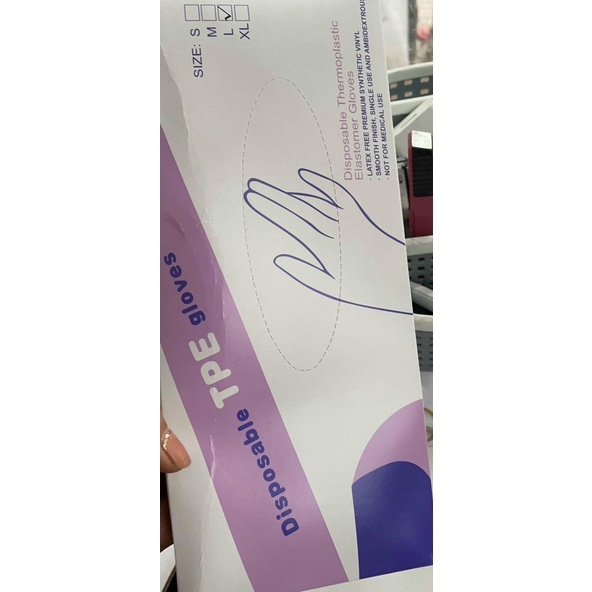 SIZE: S
M
L
XL
Disposable Thermoplastic
Elastomer Gloves
· LATEX FREE PREMIUM SYNTHETIC VINYL
· SMOOTH FINISH, SINGLE USE AND AMBIDEXTROUS
· NOT FOR MEDICAL USE
Disposable TPE gloves